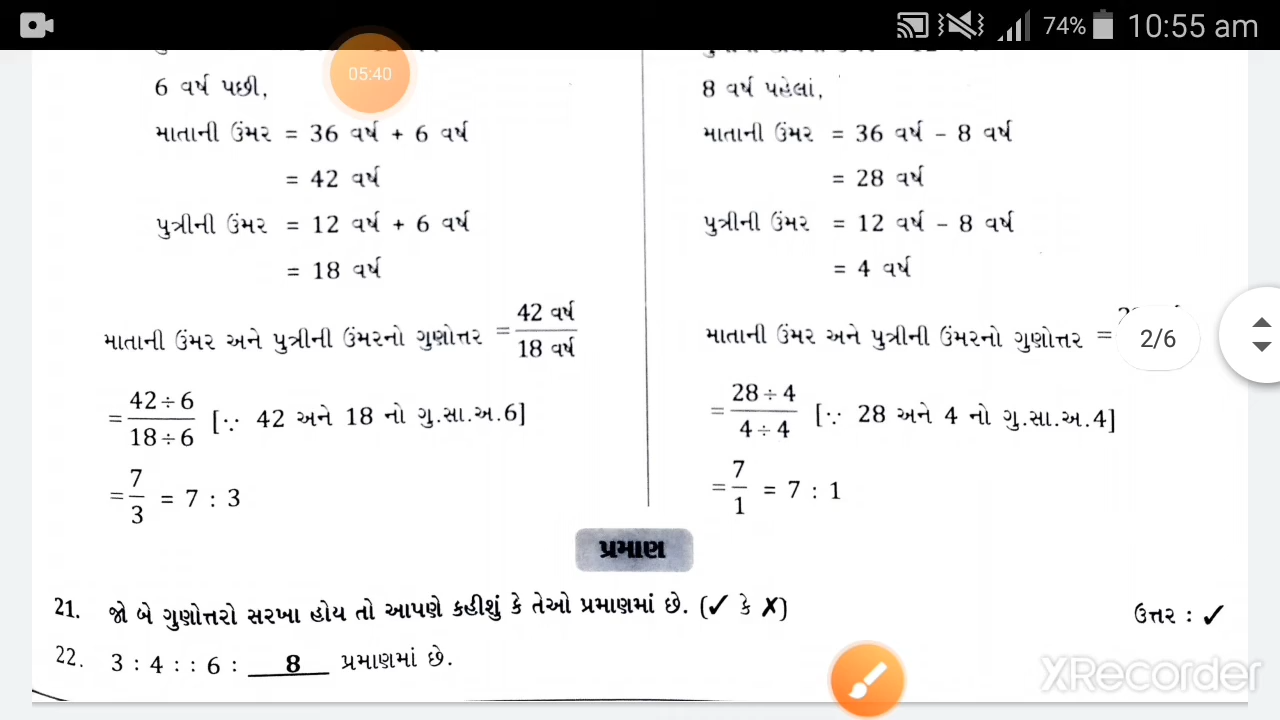 74% 10:55 am
05:40
6 વર્ષ પછી,
માતાની ઉંમર = 36 વર્ષ + 6 વર્ષ
= 42 વર્ષ
પુત્રીની ઉંમર = 12 વર્ષ + 6 વર્ષ
= 18 વર્ષ
માતાની ઉંમર અને પુત્રીની ઉંમરનો ગુણોત્તર = 42 વર્ષ / 18 વર્ષ
= 42 ÷ 6 / 18 ÷ 6 [∵ 42 અને 18 નો ગુ.સા.અ.6]
= 7 / 3 = 7 : 3
8 વર્ષ પહેલાં,
માતાની ઉંમર = 36 વર્ષ – 8 વર્ષ
= 28 વર્ષ
પુત્રીની ઉંમર = 12 વર્ષ – 8 વર્ષ
= 4 વર્ષ
માતાની ઉંમર અને પુત્રીની ઉંમરનો ગુણોત્તર =
2/6
= 28 ÷ 4 / 4 ÷ 4 [∵ 28 અને 4 નો ગુ.સા.અ.4]
= 7 / 1 = 7 : 1
પ્રમાણ
21. જો બે ગુણોત્તરો સરખા હોય તો આપણે કહીશું કે તેઓ પ્રમાણમાં છે. (✓ કે ✗) ઉત્તર : ✓
22. 3 : 4 : : 6 : 8 પ્રમાણમાં છે.
XRecorder